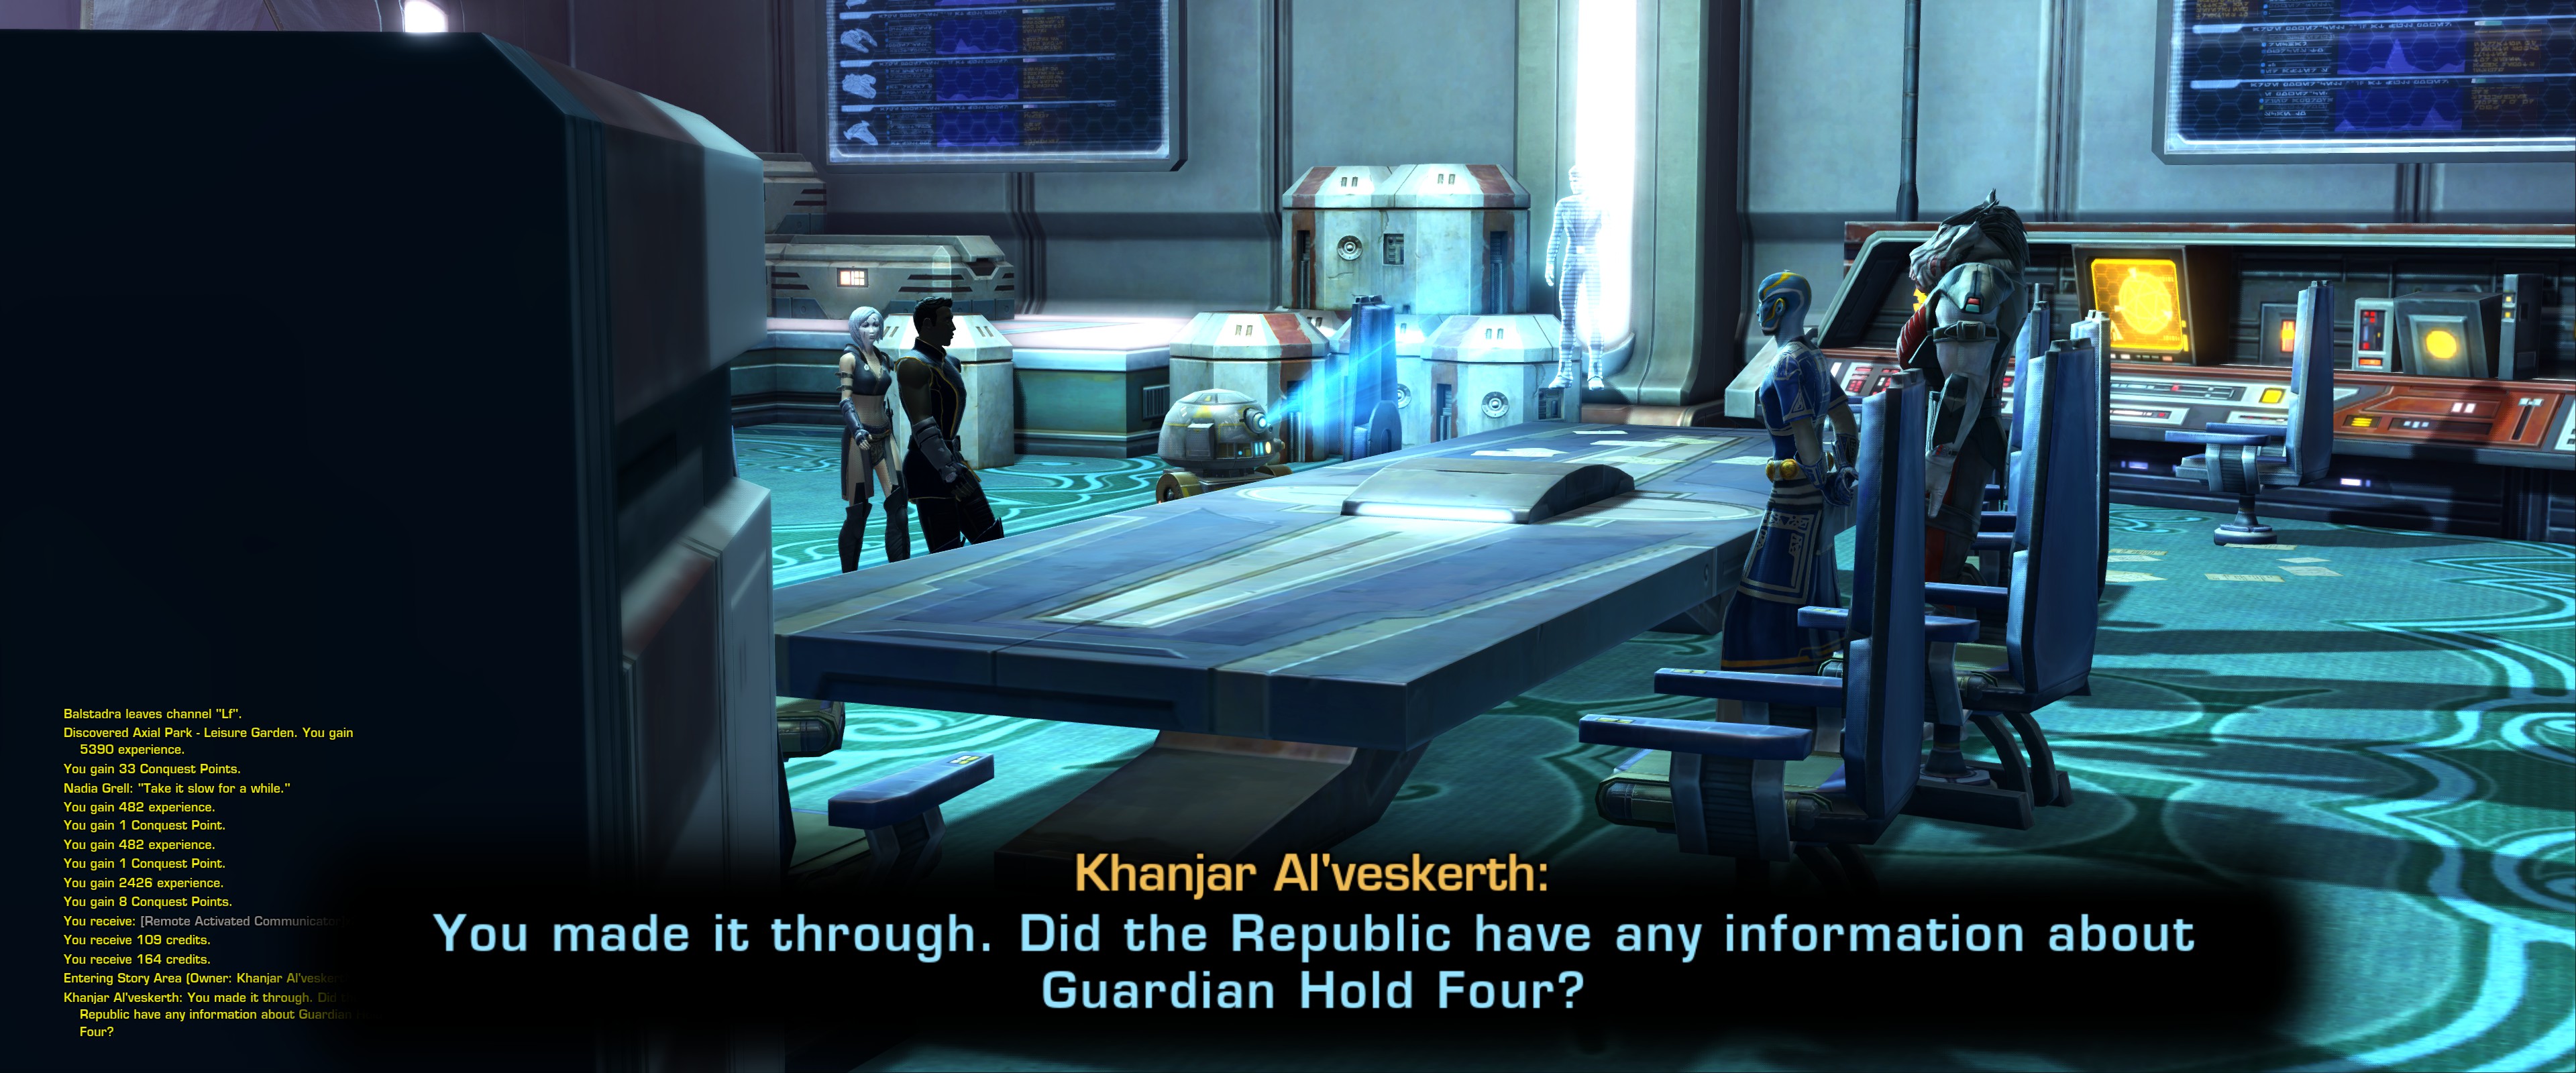 Balstadra leaves channel "Lf".
Discovered Axial Park - Leisure Garden. You gain
5390 experience.
You gain 33 Conquest Points.
Nadia Grell: "Take it slow for a while."
You gain 482 experience.
You gain 1 Conquest Point.
You gain 482 experience.
You gain 1 Conquest Point.
You gain 2426 experience.
You gain 8 Conquest Points.
You receive: [Remote Activated Communicator]
You receive 109 credits.
You receive 164 credits.
Entering Story Area (Owner: Khanjar
Khanjar Al'veskerth: You made it through. Did the
Republic have any information about Guardian
Four?
Khanjar Al'veskerth:
You made it through. Did the Republic have any information about
Guardian Hold Four?